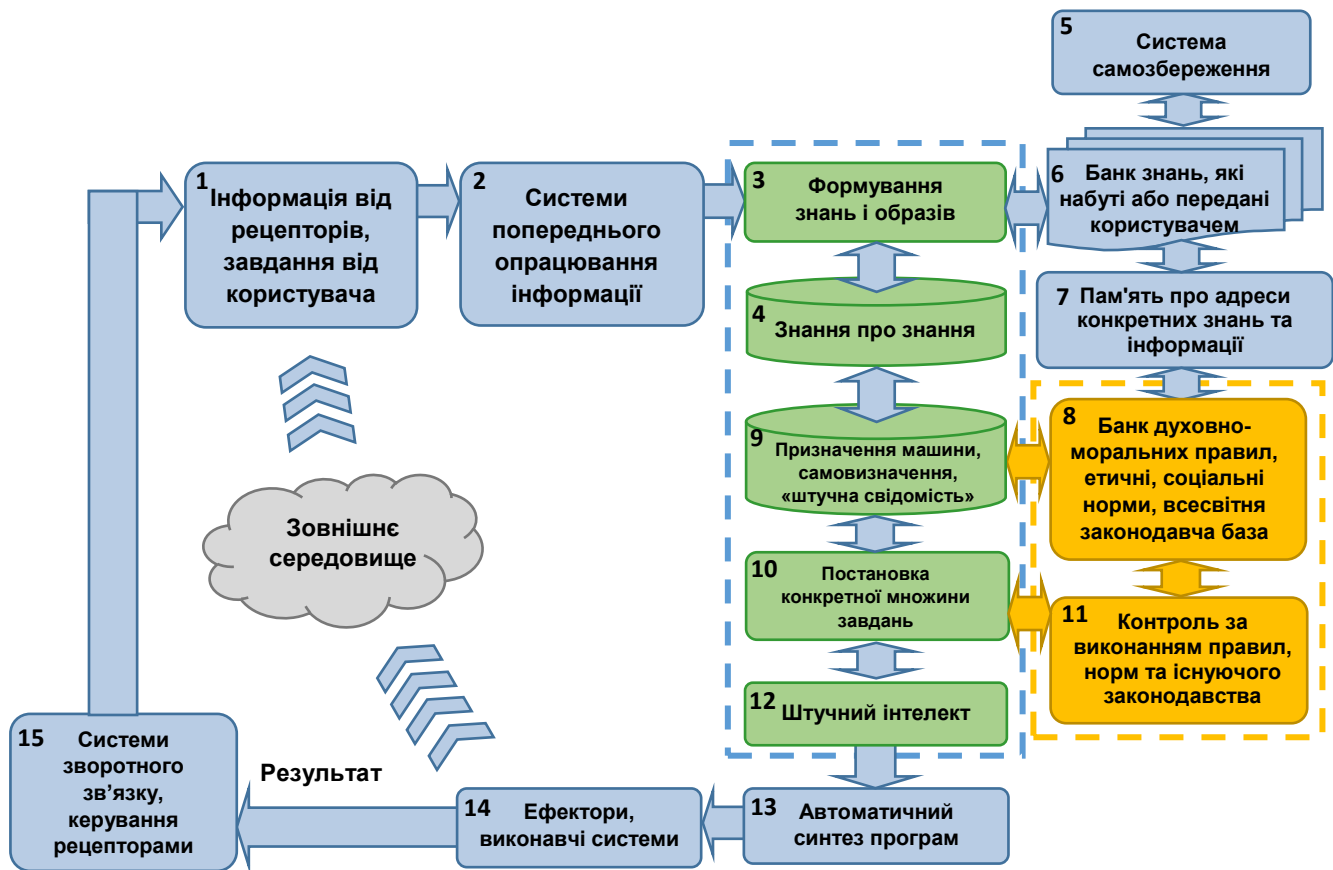 1
Інформація від
рецепторів,
завдання від
користувача
2
Системи
попереднього
опрацювання
інформації
3
Формування
знань і образів
4
Знання про знання
5
Система
самозбереження
6
Банк знань, які
набуті або передані
користувачем
7
Пам'ять про адреси
конкретних знань та
інформації
8
Банк духовно-
моральних правил,
етичні, соціальні
норми, всесвітня
законодавча база
9
Призначення машини,
самовизначення,
«штучна свідомість»
10
Постановка
конкретної множини
завдань
11
Контроль за
виконанням правил,
норм та існуючого
законодавства
12
Штучний інтелект
13
Автоматичний
синтез програм
14
Ефектори,
виконавчі системи
Результат
15
Системи
зворотного
зв’язку,
керування
рецепторами
Зовнішнє
середовище